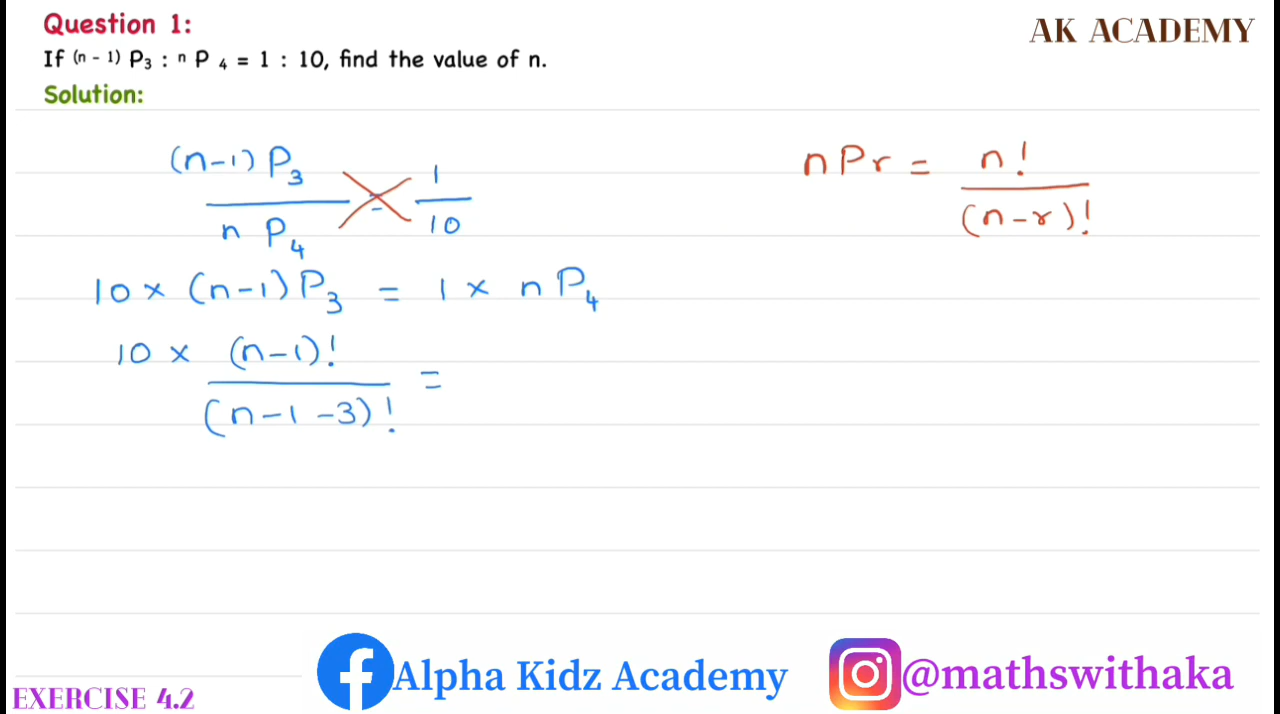 Question 1:
AK ACADEMY
If (n - 1) P₃ : ⁿ P ₄ = 1 : 10, find the value of n.
Solution:
(n-1) P₃ / n P₄ = 1/10
nPr = n! / (n-r)!
10 × (n-1) P₃ = 1 × n P₄
10 × (n-1)! / (n-1-3)! =
Alpha Kidz Academy
@mathswithaka
EXERCISE 4.2